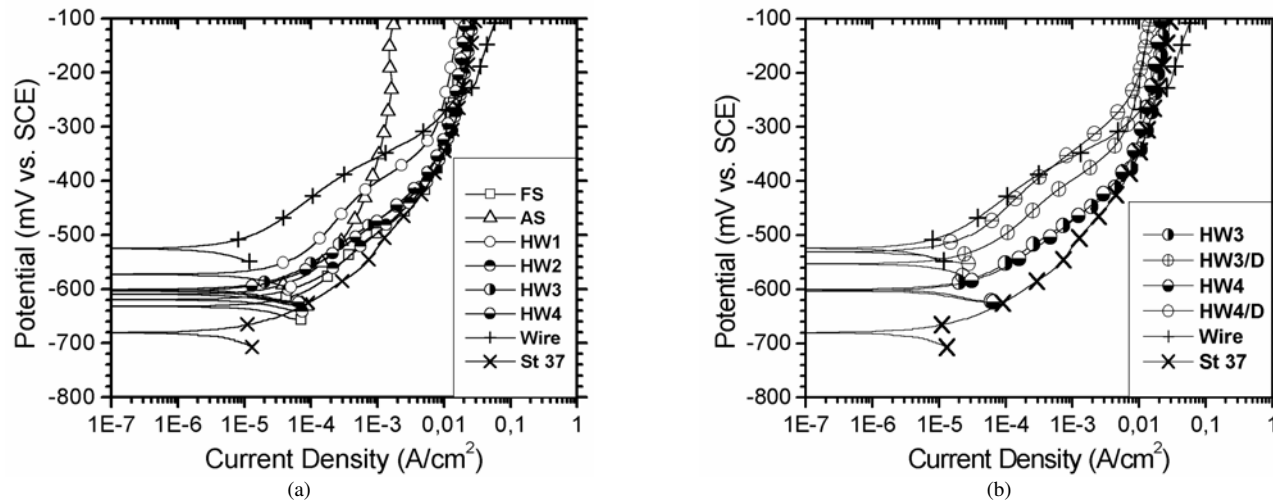 -100
-200
-300
-400
-500
-600
-700
-800
Potential (mV vs. SCE)
1E-7 1E-6 1E-5 1E-4 1E-3 0,01 0,1 1
Current Density (A/cm²)
FS
AS
HW1
HW2
HW3
HW4
Wire
St 37
(a)
-100
-200
-300
-400
-500
-600
-700
-800
Potential (mV vs. SCE)
1E-7 1E-6 1E-5 1E-4 1E-3 0,01 0,1 1
Current Density (A/cm²)
HW3
HW3/D
HW4
HW4/D
Wire
St 37
(b)